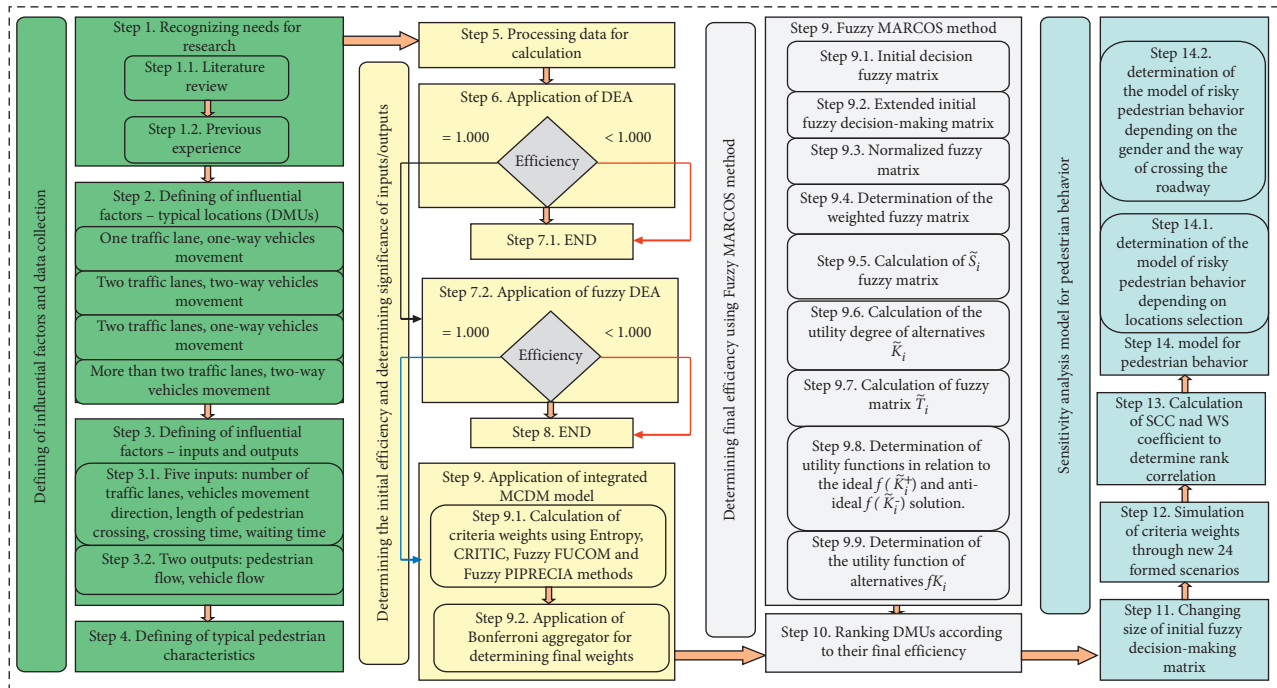 Defining of influential factors and data collection
Step 1. Recognizing needs for
research
Step 1.1. Literature
review
Step 1.2. Previous
experience
Step 2. Defining of influential
factors – typical locations (DMUs)
One traffic lane, one-way vehicles
movement
Two traffic lanes, two-way vehicles
movement
Two traffic lanes, one-way vehicles
movement
More than two traffic lanes, two-way
vehicles movement
Step 3. Defining of influential
factors – inputs and outputs
Step 3.1. Five inputs: number of
traffic lanes, vehicles movement
direction, length of pedestrian
crossing, crossing time, waiting time
Step 3.2. Two outputs: pedestrian
flow, vehicle flow
Step 4. Defining of typical pedestrian
characteristics
Determining the initial efficiency and determining significance of inputs/outputs
Step 5. Processing data for
calculation
Step 6. Application of DEA
= 1.000
< 1.000
Efficiency
Step 7.1. END
Step 7.2. Application of fuzzy DEA
= 1.000
< 1.000
Efficiency
Step 8. END
Step 9. Application of integrated
MCDM model
Step 9.1. Calculation of
criteria weights using Entropy,
CRITIC, Fuzzy FUCOM and
Fuzzy PIPRECIA methods
Step 9.2. Application of
Bonferroni aggregator for
determining final weights
Determining final efficiency using Fuzzy MARCOS method
Step 9. Fuzzy MARCOS method
Step 9.1. Initial decision
fuzzy matrix
Step 9.2. Extended initial
fuzzy decision-making matrix
Step 9.3. Normalized fuzzy
matrix
Step 9.4. Determination of the
weighted fuzzy matrix
Step 9.5. Calculation of S̃i
fuzzy matrix
Step 9.6. Calculation of the
utility degree of alternatives
K̃i
Step 9.7. Calculation of fuzzy
matrix T̃i
Step 9.8. Determination of
utility functions in relation to
the ideal f ( K̃i+) and anti-
ideal f ( K̃i-) solution.
Step 9.9. Determination of
the utility function of
alternatives fKi
Step 10. Ranking DMUs according
to their final efficiency
Sensitivity analysis model for pedestrian behavior
Step 14.2.
determination of
the model of risky
pedestrian behavior
depending on the
gender and the way
of crossing the
roadway
Step 14.1.
determination of the
model of risky
pedestrian behavior
depending on
locations selection
Step 14. model for
pedestrian behavior
Step 13. Calculation
of SCC nad WS
coefficient to
determine rank
correlation
Step 12. Simulation
of criteria weights
through new 24
formed scenarios
Step 11. Changing
size of initial fuzzy
decision-making
matrix